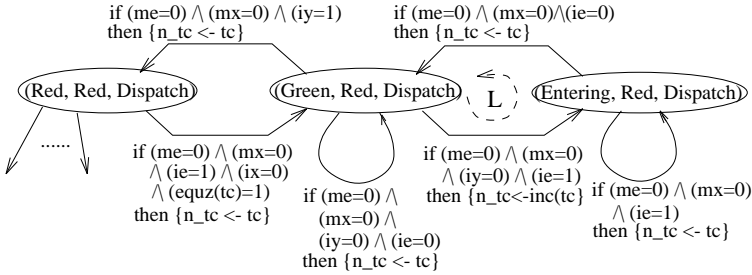 if (me=0) /\ (mx=0) /\ (iy=1)
then {n_tc <- tc}
if (me=0) /\ (mx=0)/\(ie=0)
then {n_tc <- tc}
(Red, Red, Dispatch)
(Green, Red, Dispatch)
L
(Entering, Red, Dispatch)
......
if (me=0) /\ (mx=0)
/\ (ie=1) /\ (ix=0)
/\ (equz(tc)=1)
then {n_tc <- tc}
if (me=0) /\
(mx=0) /\
(iy=0) /\ (ie=0)
then {n_tc <- tc}
if (me=0) /\ (mx=0)
/\ (iy=0) /\ (ie=1)
then {n_tc<-inc(tc}
if (me=0) /\ (mx=0)
/\ (ie=1)
then {n_tc <- tc}